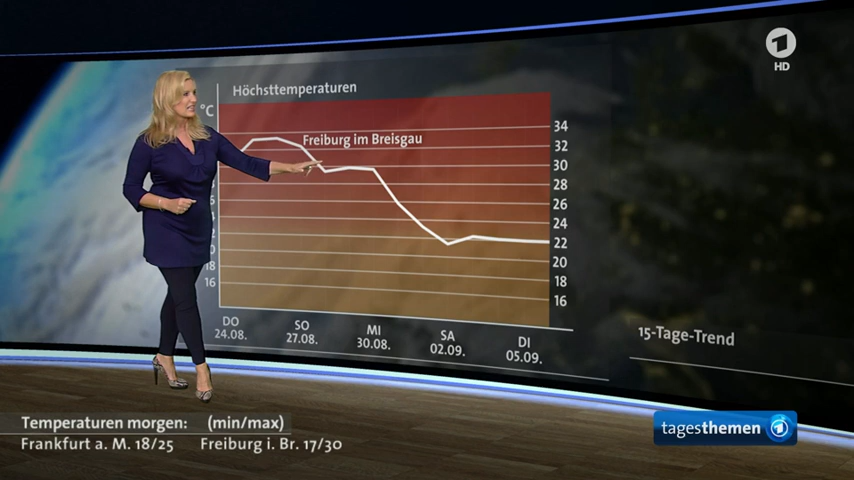 1
HD
Höchsttemperaturen
°C
Freiburg im Breisgau
34
32
30
28
26
24
22
20
18
16
18
16
DO SO MI SA DI
24.08. 27.08. 30.08. 02.09. 05.09.
15-Tage-Trend
Temperaturen morgen: (min/max)
Frankfurt a. M. 18/25 Freiburg i. Br. 17/30
tagesthemen 1